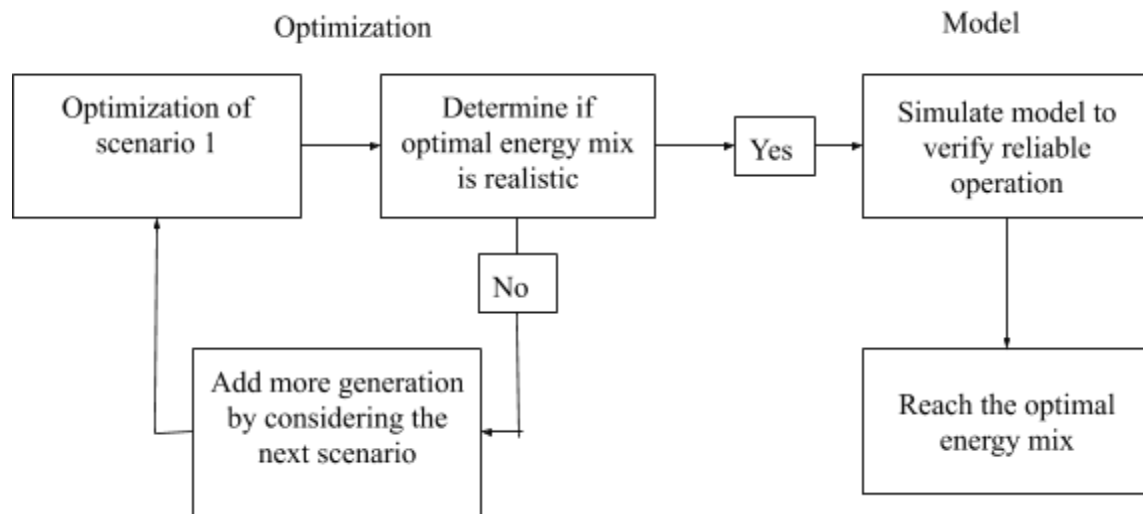 Optimization
Model
Optimization of
scenario 1
Determine if
optimal energy mix
is realistic
Yes
Simulate model to
verify reliable
operation
No
Add more generation
by considering the
next scenario
Reach the optimal
energy mix